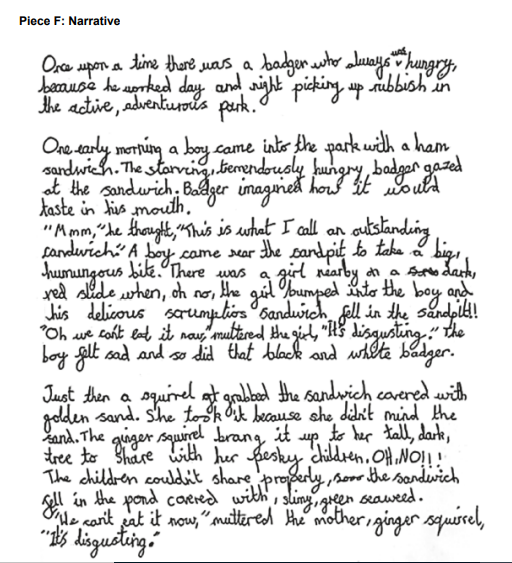 Piece F: Narrative
Once upon a time there was a badger who always was hungry,
because he worked day and night picking up rubbish in
the active, adventurous park.
One early morning a boy came into the park with a ham
sandwich. The starving, tremendously hungry, badger gazed
at the sandwich. Badger imagined how it would
taste in his mouth.
"Mmm," he thought, "This is what I call an outstanding
sandwich." A boy came near the sandpit to take a big,
humungous bite. There was a girl nearby on a dark,
red slide when, oh no, the girl bumped into the boy and
his delicous scrumptios sandwich fell in the sandpit!!
"Oh we can't eat it now," muttered the girl, "It's disgusting." The
boy felt sad and so did that black and white badger.
Just then a squirrel grabbed the sandwich covered with
golden sand. She took it because she didn't mind the
sand. The ginger squirrel brang it up to her tall, dark,
tree to share with her pesky children. OH, NO!!!
The children couldn't share properly, soon the sandwich
fell in the pond covered with, slimy, green seaweed.
"We can't eat it now," muttered the mother, ginger squirrel,
"It's disgusting."